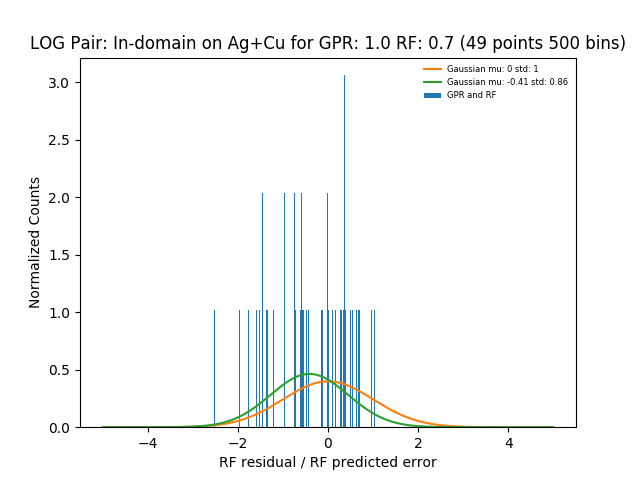 LOG Pair: In-domain on Ag+Cu for GPR: 1.0 RF: 0.7 (49 points 500 bins)
Gaussian mu: 0 std: 1
Gaussian mu: -0.41 std: 0.86
GPR and RF
Normalized Counts
3.0
2.5
2.0
1.5
1.0
0.5
0.0
−4 −2 0 2 4
RF residual / RF predicted error